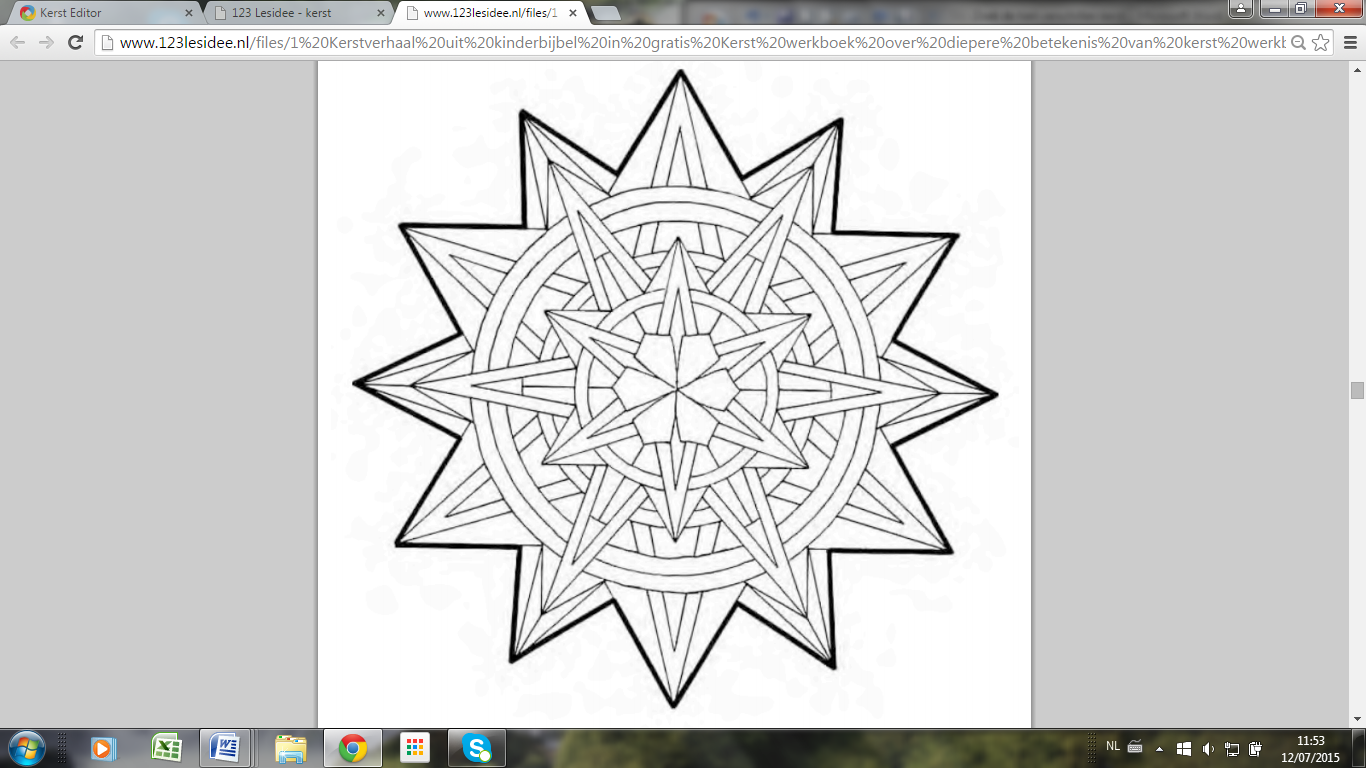 Kerst Editor
123 Lesidee - kerst
www.123lesidee.nl/files/1
www.123lesidee.nl/files/1%20Kerstverhaal%20uit%20kinderbijbel%20in%20gratis%20Kerst%20werkboek%20over%20diepere%20betekenis%20van%20kerst%20werkb
NL
11:53
12/07/2015